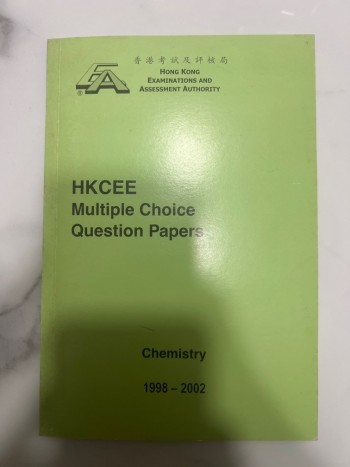 香港考試及評核局
HONG KONG
EXAMINATIONS AND
ASSESSMENT AUTHORITY
®
HKCEE
Multiple Choice
Question Papers
Chemistry
1998 – 2002